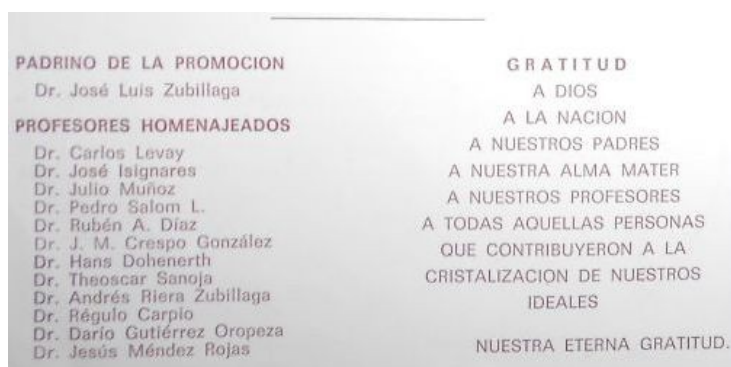 PADRINO DE LA PROMOCION
Dr. José Luis Zubillaga
PROFESORES HOMENAJEADOS
Dr. Carlos Levay
Dr. José Isignares
Dr. Julio Muñoz
Dr. Pedro Salom L.
Dr. Rubén A. Díaz
Dr. J. M. Crespo González
Dr. Hans Dohenerth
Dr. Theoscar Sanoja
Dr. Andrés Riera Zubillaga
Dr. Régulo Carpio
Dr. Darío Gutiérrez Oropeza
Dr. Jesús Méndez Rojas
GRATITUD
A DIOS
A LA NACION
A NUESTROS PADRES
A NUESTRA ALMA MATER
A NUESTROS PROFESORES
A TODAS AQUELLAS PERSONAS
QUE CONTRIBUYERON A LA
CRISTALIZACION DE NUESTROS
IDEALES
NUESTRA ETERNA GRATITUD.